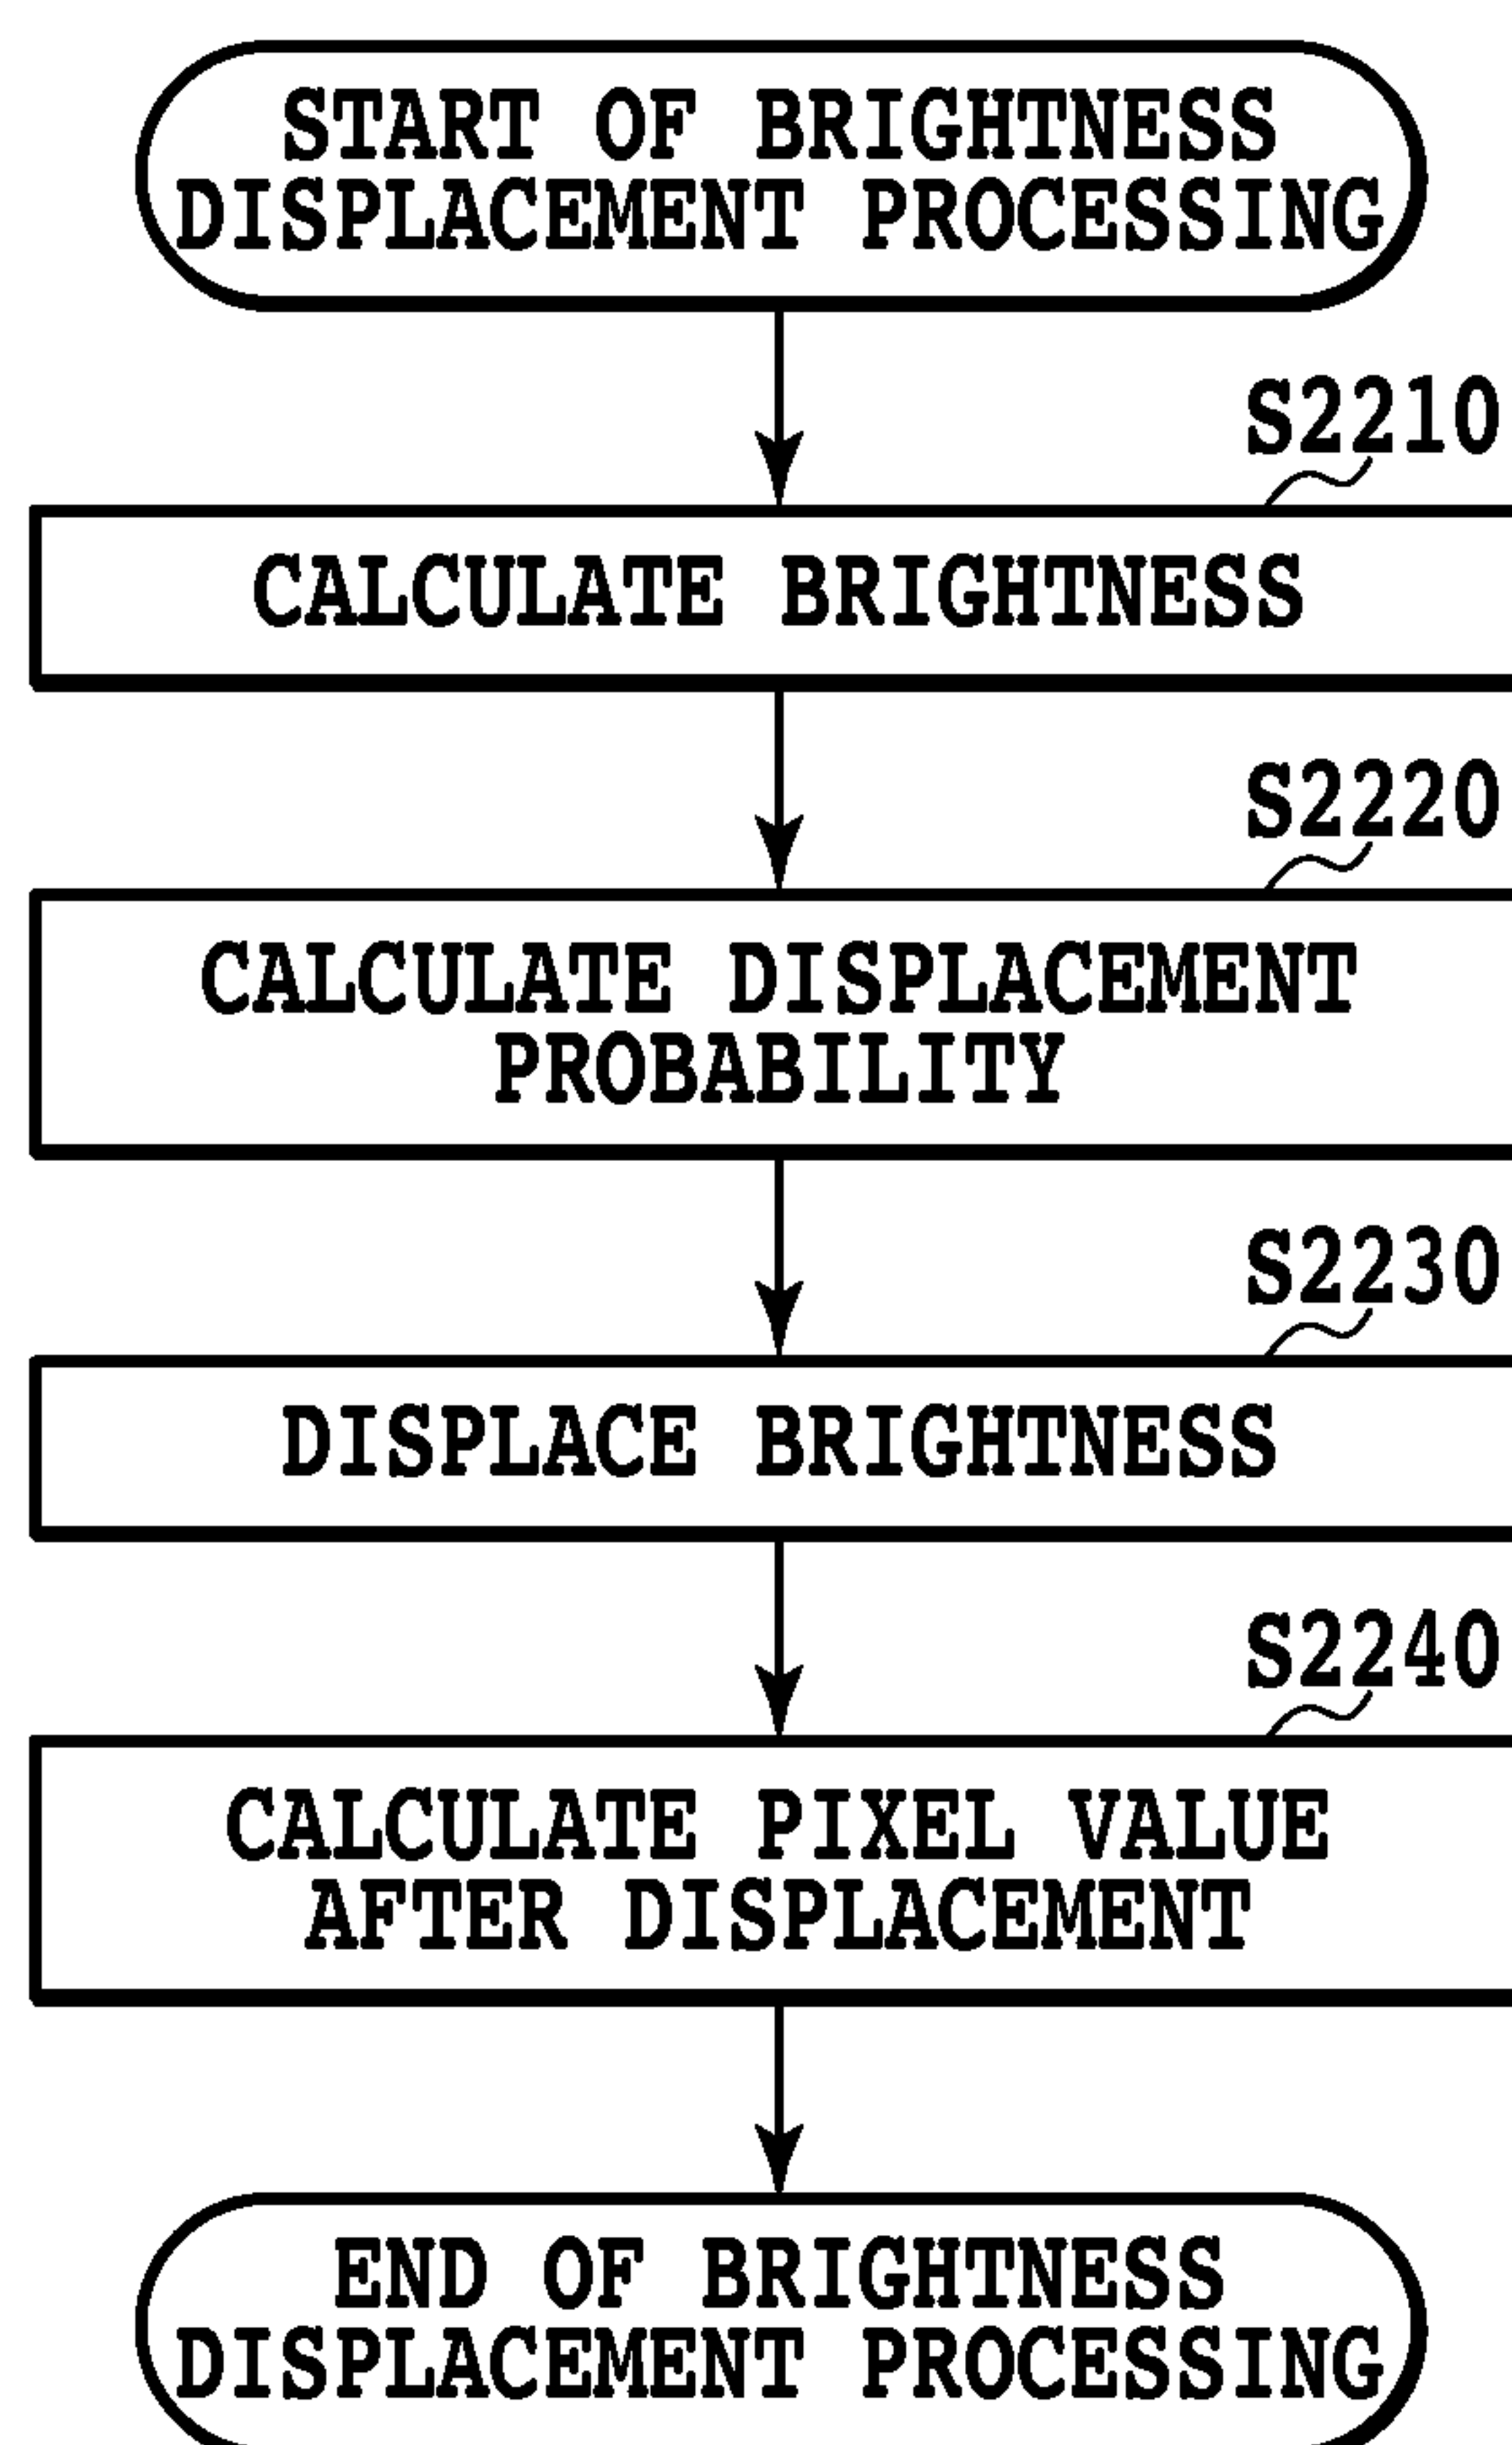 START OF BRIGHTNESS
DISPLACEMENT PROCESSING
S2210
CALCULATE BRIGHTNESS
S2220
CALCULATE DISPLACEMENT
PROBABILITY
S2230
DISPLACE BRIGHTNESS
S2240
CALCULATE PIXEL VALUE
AFTER DISPLACEMENT
END OF BRIGHTNESS
DISPLACEMENT PROCESSING